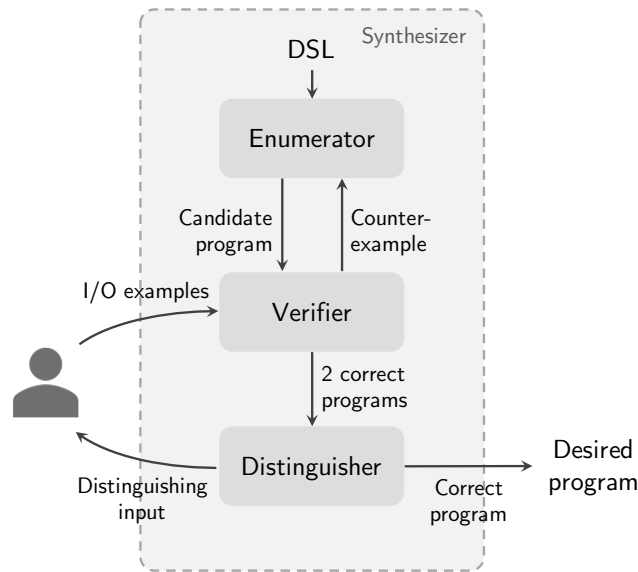 Synthesizer
DSL
Enumerator
Candidate
program
Counter-
example
I/O examples
Verifier
2 correct
programs
Distinguisher
Distinguishing
input
Correct
program
Desired
program